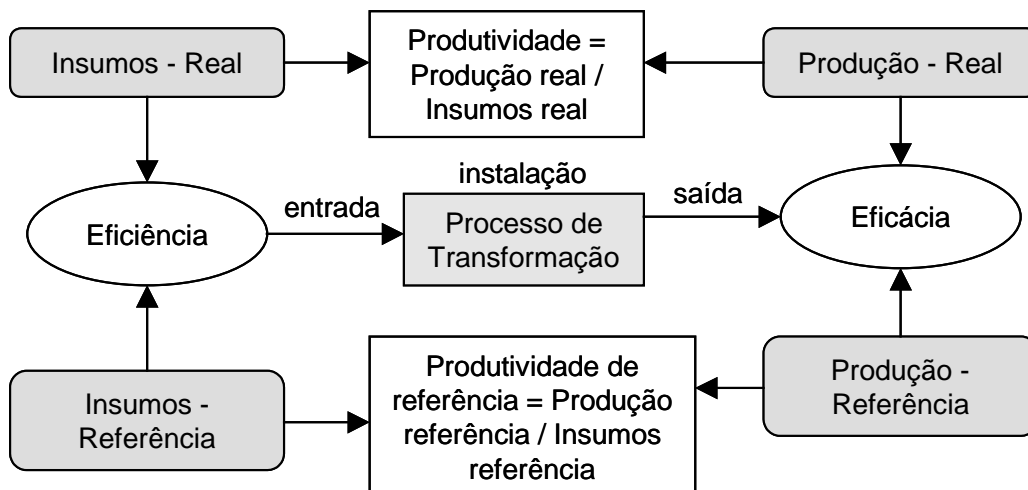 Insumos - Real
Produtividade =
Produção real /
Insumos real
Produção - Real
instalação
entrada
saída
Eficiência
Processo de
Transformação
Eficácia
Insumos -
Referência
Produtividade de
referência = Produção
referência / Insumos
referência
Produção -
Referência